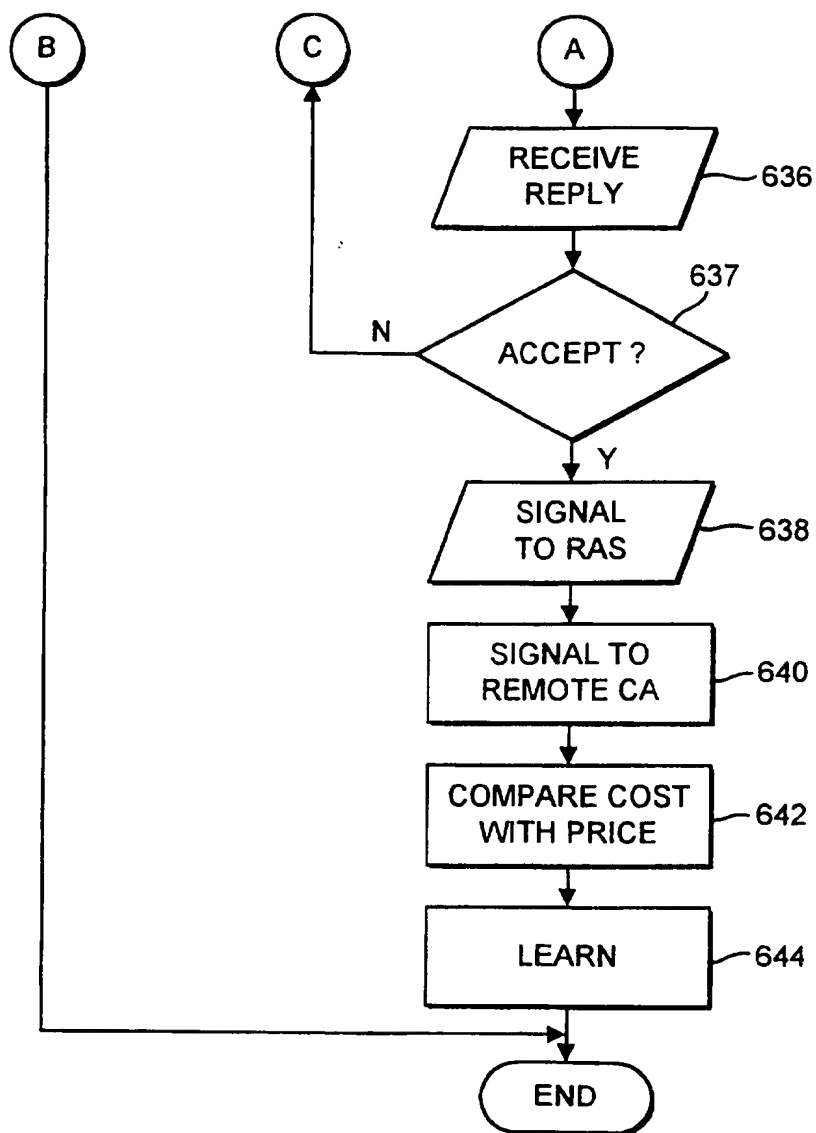 B
C
A
RECEIVE
REPLY
636
637
N
ACCEPT ?
Y
SIGNAL
TO RAS
638
SIGNAL TO
REMOTE CA
640
COMPARE COST
WITH PRICE
642
LEARN
644
END